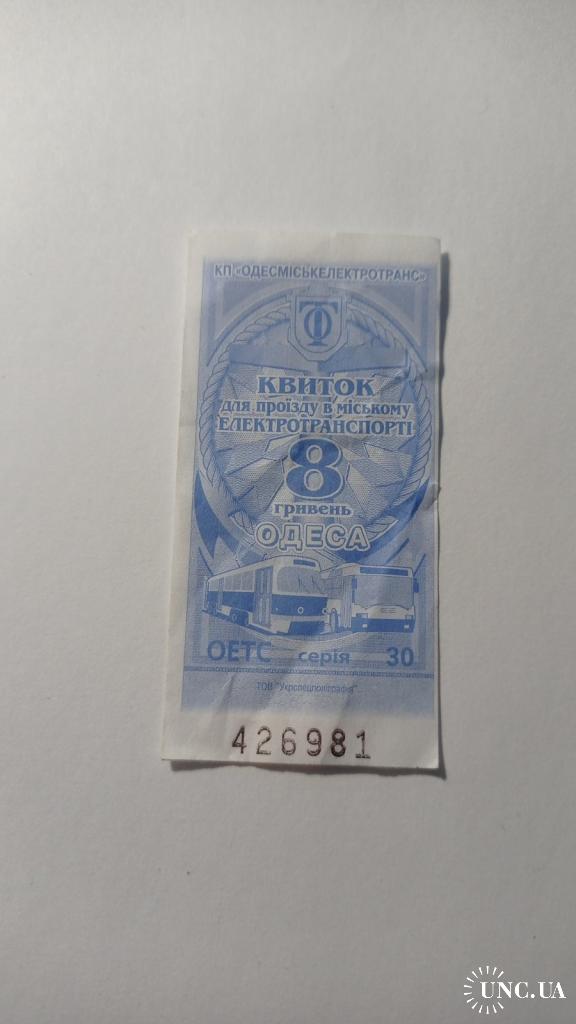 КП «ОДЕСМІСЬКЕЛЕКТРОТРАНС»
КВИТОК
для проїзду в міському
ЕЛЕКТРОТРАНСПОРТІ
8
гривень
ОДЕСА
ОЕТС серія 30
ТОВ "Укрспецполіграфія"
426981
UNC.UA